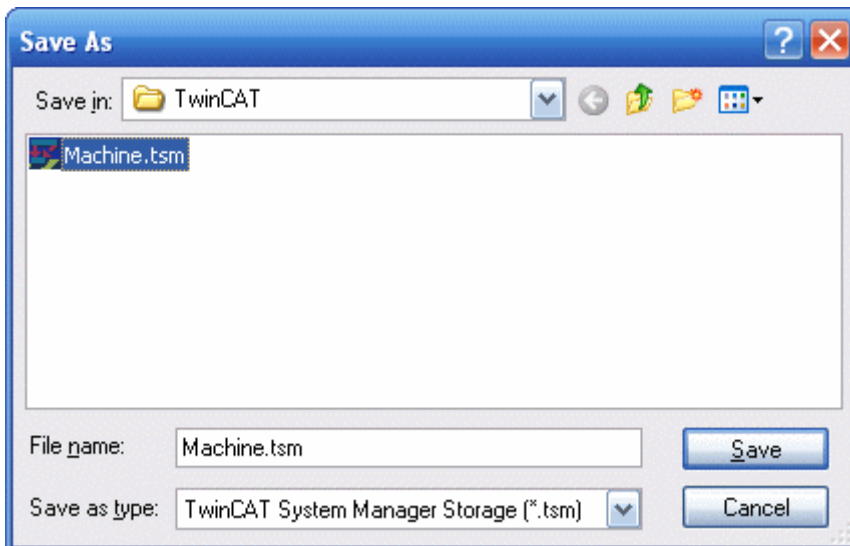 Save As
Save in: TwinCAT
Machine.tsm
File name: Machine.tsm Save
Save as type: TwinCAT System Manager Storage (*.tsm) Cancel